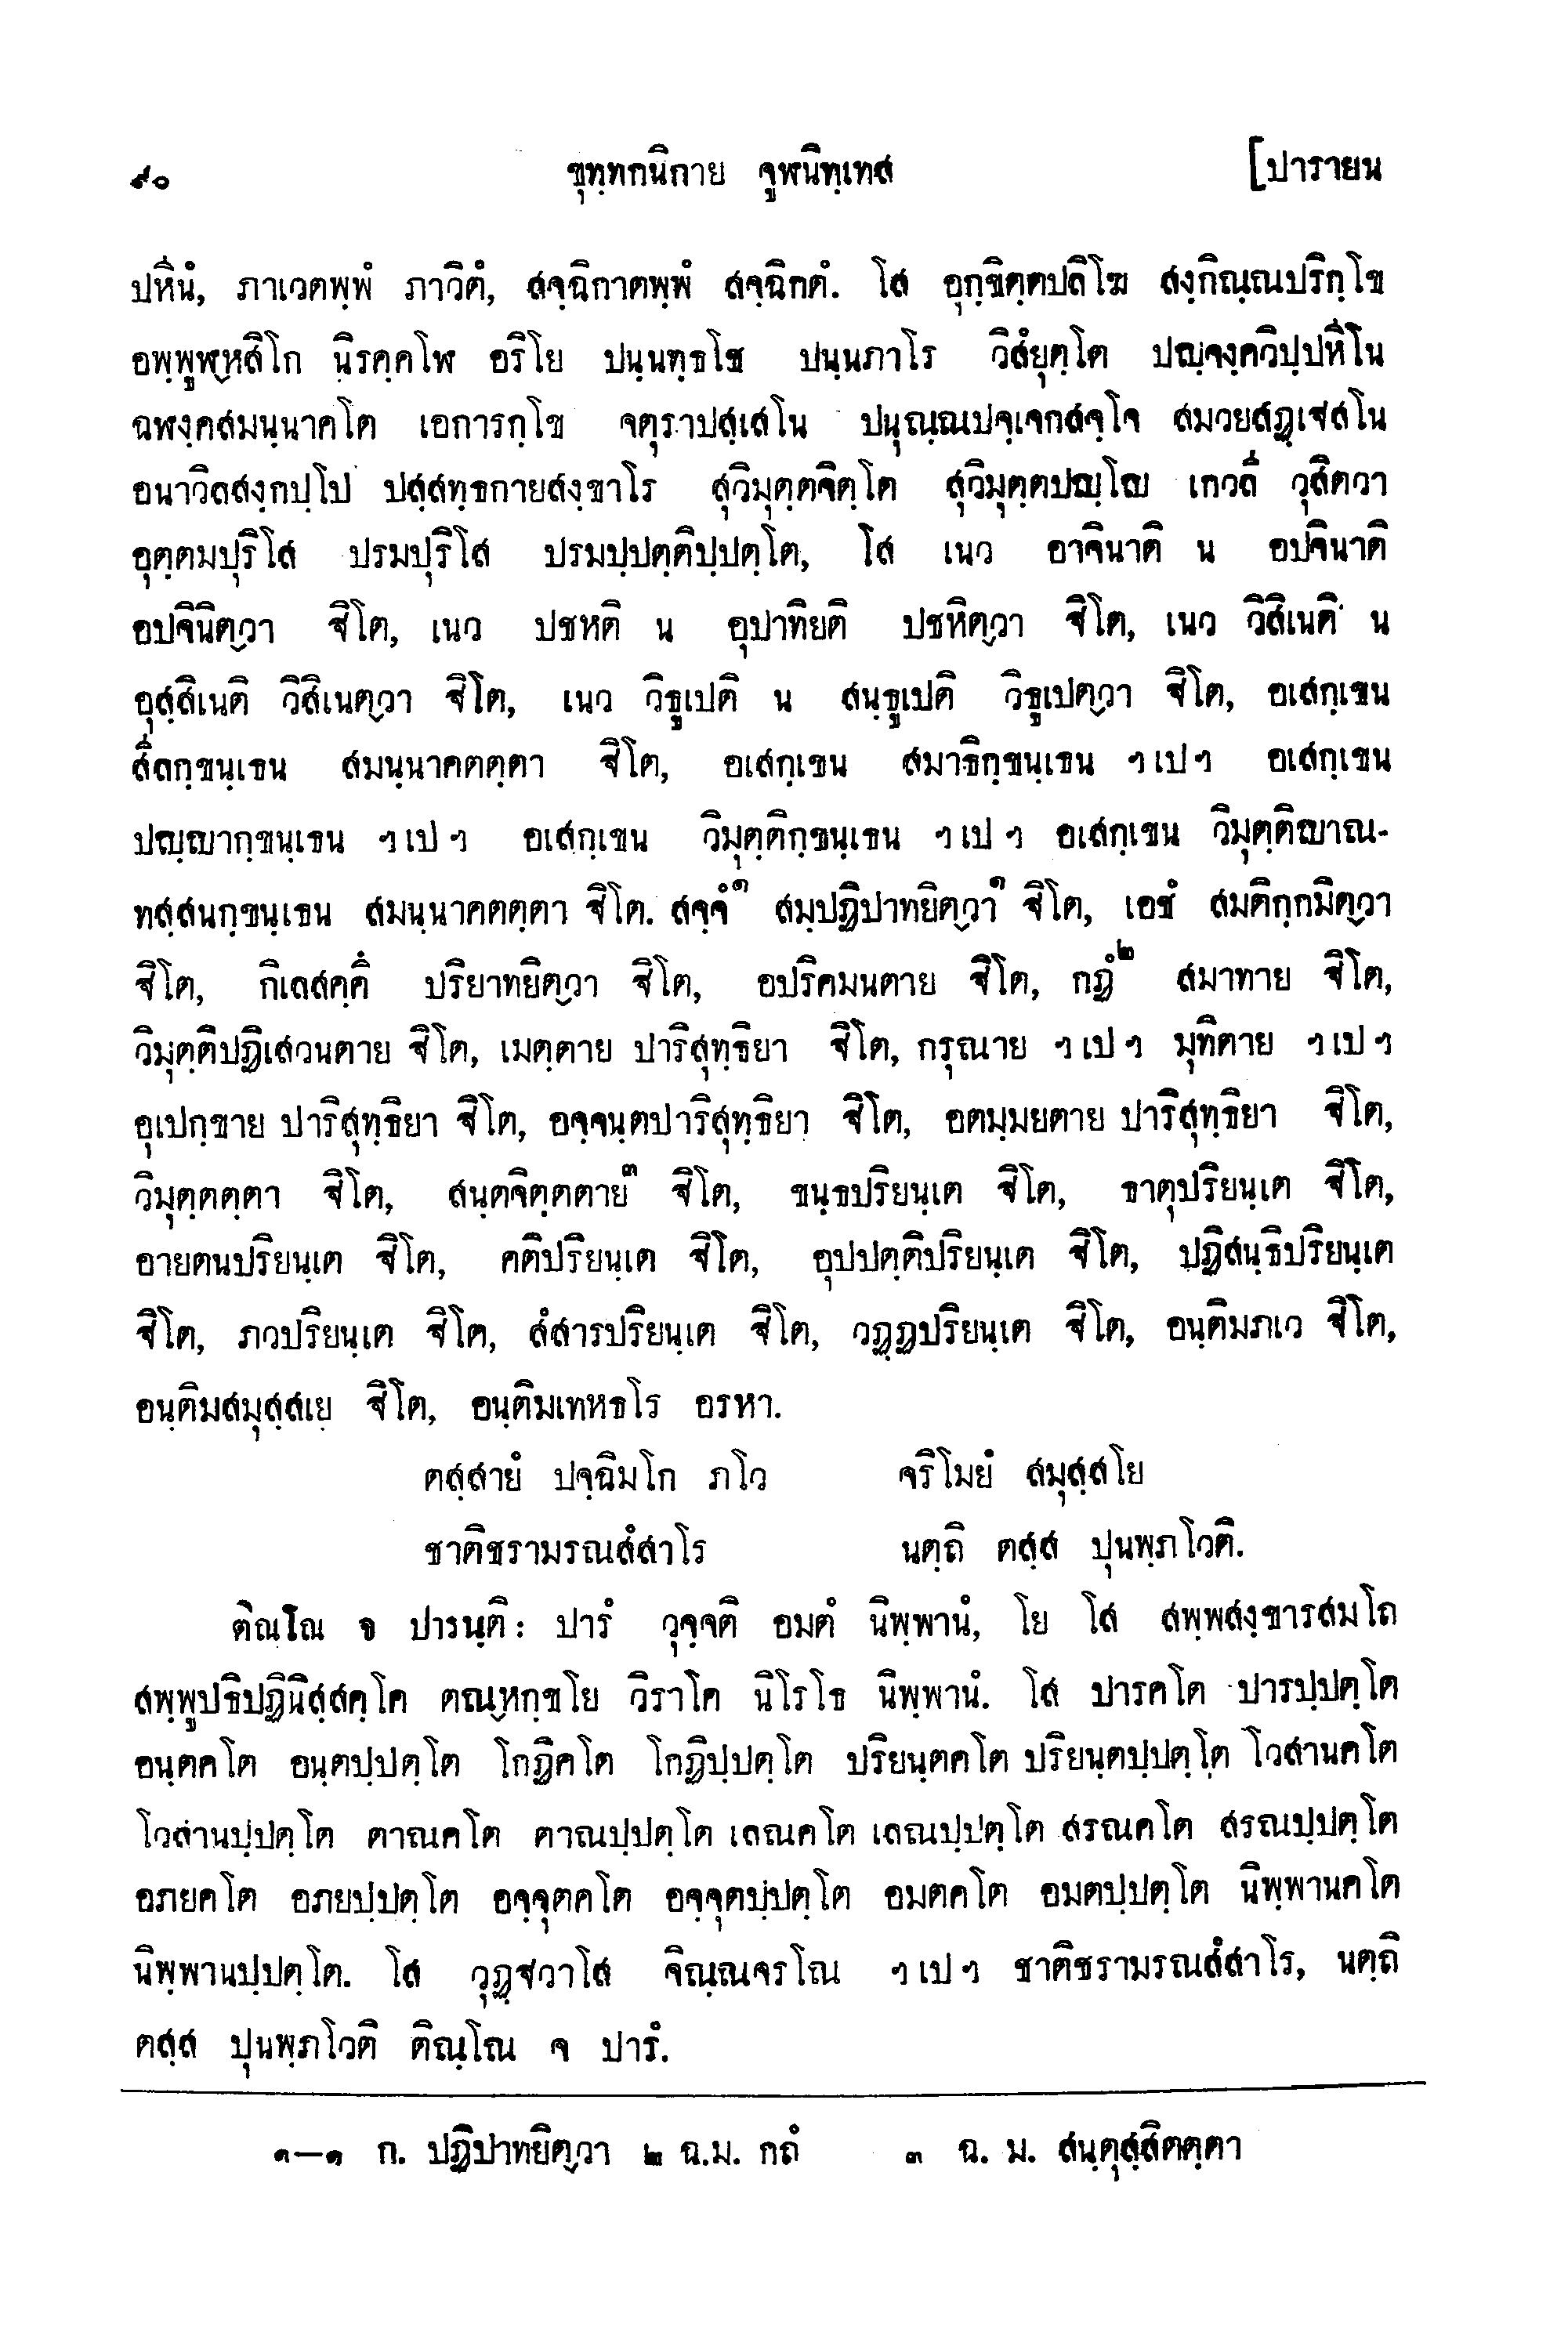 ๙๐ ขุทฺทกนิกาย จูฬนิทฺเทส [ปารายน
ปหีนํ, ภาเวตพฺพํ ภาวิตํ, สจฺฉิกาตพฺพํ สจฺฉิกตํ. โส อุกฺขิตฺตปลิโฆ สงฺกิณฺณปริกฺโข
อพฺพูฬฺหสิโก นิรคฺคโฬ อริโย ปนฺนทฺธโช ปนฺนภาโร วิสํยุตฺโต ปญฺจงฺควิปฺปหีโน
ฉฬงฺคสมนฺนาคโต เอการกฺโข จตุราปสฺเสโน ปนุณฺณปจฺเจกสจฺโจ สมวยสฏฺเฐสโน
อนาวิลสงฺกปฺโป ปสฺสทฺธกายสงฺขาโร สุวิมุตฺตจิตฺโต สุวิมุตฺตปญฺโญ เกวลี วุสิตวา
อุตฺตมปุริโส ปรมปุริโส ปรมปฺปตฺติปฺปตฺโต, โส เนว อาจินาติ น อปจินาติ
อปจินิตฺวา ฐิโต, เนว ปชหติ น อุปาทิยติ ปชหิตฺวา ฐิโต, เนว วิสิเนติ น
อุสฺสิเนติ วิสิเนตฺวา ฐิโต, เนว วิธูเปติ น สนฺธูเปติ วิธูเปตฺวา ฐิโต, อเสกฺเขน
สีลกฺขนฺเธน สมนฺนาคตตฺตา ฐิโต, อเสกฺเขน สมาธิกฺขนฺเธน ฯเปฯ อเสกฺเขน
ปญฺญากฺขนฺเธน ฯเปฯ อเสกฺเขน วิมุตฺติกฺขนฺเธน ฯเปฯ อเสกฺเขน วิมุตฺติญาณ-
ทสฺสนกฺขนฺเธน สมนฺนาคตตฺตา ฐิโต. สจฺจํ๑ สมฺปฏิปาทยิตฺวา๑ ฐิโต, เอชํ สมติกฺกมิตฺวา
ฐิโต, กิเลสคฺคึ ปริยาทยิตฺวา ฐิโต, อปริคมนตาย ฐิโต, กฏํ๒ สมาทาย ฐิโต,
วิมุตฺติปฏิเสวนตาย ฐิโต, เมตฺตาย ปาริสุทฺธิยา ฐิโต, กรุณาย ฯเปฯ มุทิตาย ฯเปฯ
อุเปกฺขาย ปาริสุทฺธิยา ฐิโต, อจฺจนฺตปาริสุทฺธิยา ฐิโต, อตมฺมยตาย ปาริสุทฺธิยา ฐิโต,
วิมุตฺตตฺตา ฐิโต, สนฺตจิตฺตตาย๓ ฐิโต, ขนฺธปริยนฺเต ฐิโต, ธาตุปริยนฺเต ฐิโต,
อายตนปริยนฺเต ฐิโต, คติปริยนฺเต ฐิโต, อุปปตฺติปริยนฺเต ฐิโต, ปฏิสนฺธิปริยนฺเต
ฐิโต, ภวปริยนฺเต ฐิโต, สํสารปริยนฺเต ฐิโต, วฏฺฏปริยนฺเต ฐิโต, อนฺติมภเว ฐิโต,
อนฺติมสมุสฺสเย ฐิโต, อนฺติมเทหธโร อรหา.
ตสฺสายํ ปจฺฉิมโก ภโว จริโมยํ สมุสฺสโย
ชาติชรามรณสํสาโร นตฺถิ ตสฺส ปุนพฺภโวติ.
ติณฺโณ จ ปารนฺติ: ปารํ วุจฺจติ อมตํ นิพฺพานํ, โย โส สพฺพสงฺขารสมโถ
สพฺพูปธิปฏินิสฺสคฺโค ตณฺหกฺขโย วิราโค นิโรโธ นิพฺพานํ. โส ปารคโต ปารปฺปตฺโต
อนฺตคโต อนฺตปฺปตฺโต โกฏิคโต โกฏิปฺปตฺโต ปริยนฺตคโต ปริยนฺตปฺปตฺโต โวสานคโต
โวสานปฺปตฺโต ตาณคโต ตาณปฺปตฺโต เลณคโต เลณปฺปตฺโต สรณคโต สรณปฺปตฺโต
อภยคโต อภยปฺปตฺโต อจฺจุตคโต อจฺจุตปฺปตฺโต อมตคโต อมตปฺปตฺโต นิพฺพานคโต
นิพฺพานปฺปตฺโต. โส วุฏฺฐวาโส จิณฺณจรโณ ฯเปฯ ชาติชรามรณสํสาโร, นตฺถิ
ตสฺส ปุนพฺภโวติ ติณฺโณ จ ปารํ.
๑—๑ ก. ปฏิปาทยิตฺวา ๒ ฉ.ม. กถํ ๓ ฉ. ม. สนฺตุสฺสิตตฺตา